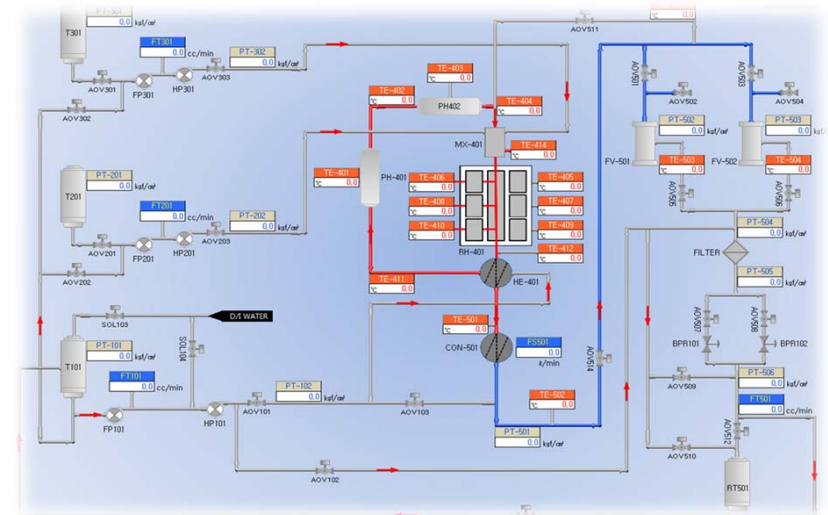 T301
FT301
0,0 cc/min
PT-302
0,0 kgf/㎠
AOV301
FP301
HP301
AOV303
AOV302
AOV511
TE-403
℃ 0,0
TE-402
℃ 0,0
PH402
TE-404
℃ 0,0
MX-401
TE-414
℃ 0,0
TE-401
℃ 0,0
PH-401
TE-406
℃ 0,0
TE-405
℃ 0,0
TE-408
℃ 0,0
TE-407
℃ 0,0
TE-410
℃ 0,0
TE-409
℃ 0,0
RH-401
TE-412
℃ 0,0
TE-411
℃ 0,0
HE-401
AOV501
AOV502
AOV503
AOV504
PT-502
0,0 kgf/㎠
PT-503
0,0
FV-501
TE-503
℃ 0,0
FV-502
TE-504
℃ 0,0
AOV505
AOV506
PT-504
0,0 kgf/㎠
FILTER
PT-505
0,0 kgf/㎠
AOV507
AOV508
BPR101
BPR102
PT-506
0,0 kgf/㎠
AOV509
FT501
0,0 cc/min
AOV512
AOV510
RT501
T201
PT-201
0,0 kgf/㎠
FT201
0,0 cc/min
PT-202
0,0 kgf/㎠
AOV201
FP201
HP201
AOV203
AOV202
SOL103
D/I WATER
SOL104
T101
PT-101
0,0 kgf/㎠
FT101
0,0 cc/min
PT-102
0,0 kgf/㎠
FP101
HP101
AOV101
AOV103
AOV102
TE-501
℃ 0,0
CON-501
FS501
0,0
ℓ/min
AOV514
TE-502
℃ 0,0
PT-501
0,0 kgf/㎠